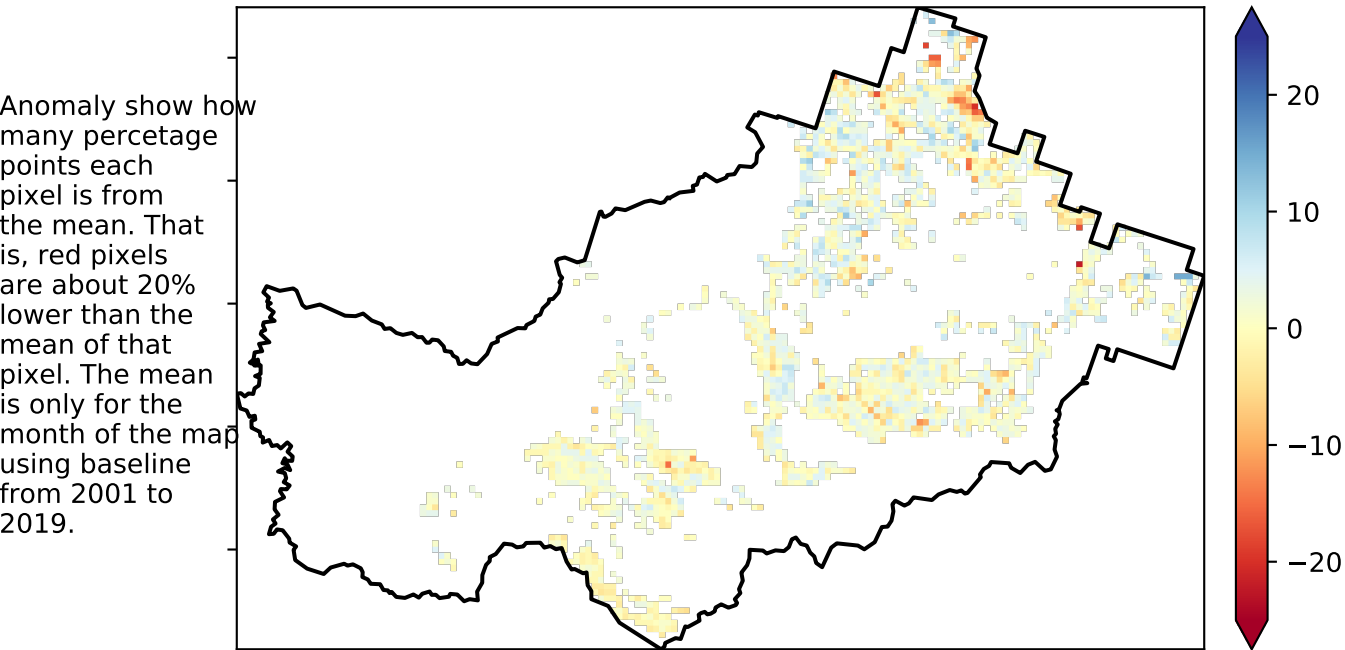 Anomaly show how
many percetage
points each
pixel is from
the mean. That
is, red pixels
are about 20%
lower than the
mean of that
pixel. The mean
is only for the
month of the map
using baseline
from 2001 to
2019.
20
10
0
−10
−20